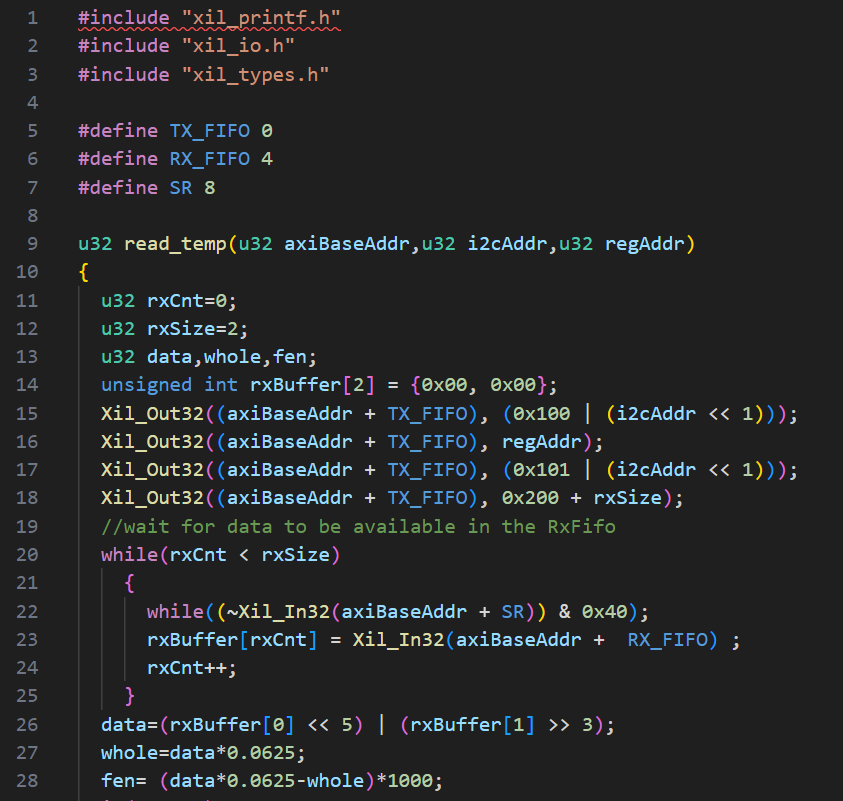 1 #include "xil_printf.h"
2 #include "xil_io.h"
3 #include "xil_types.h"
4
5 #define TX_FIFO 0
6 #define RX_FIFO 4
7 #define SR 8
8
9 u32 read_temp(u32 axiBaseAddr,u32 i2cAddr,u32 regAddr)
10 {
11   u32 rxCnt=0;
12   u32 rxSize=2;
13   u32 data,whole,fen;
14   unsigned int rxBuffer[2] = {0x00, 0x00};
15   Xil_Out32((axiBaseAddr + TX_FIFO), (0x100 | (i2cAddr << 1)));
16   Xil_Out32((axiBaseAddr + TX_FIFO), regAddr);
17   Xil_Out32((axiBaseAddr + TX_FIFO), (0x101 | (i2cAddr << 1)));
18   Xil_Out32((axiBaseAddr + TX_FIFO), 0x200 + rxSize);
19   //wait for data to be available in the RxFifo
20   while(rxCnt < rxSize)
21     {
22       while((~Xil_In32(axiBaseAddr + SR)) & 0x40);
23       rxBuffer[rxCnt] = Xil_In32(axiBaseAddr +  RX_FIFO) ;
24       rxCnt++;
25     }
26   data=(rxBuffer[0] << 5) | (rxBuffer[1] >> 3);
27   whole=data*0.0625;
28   fen= (data*0.0625-whole)*1000;